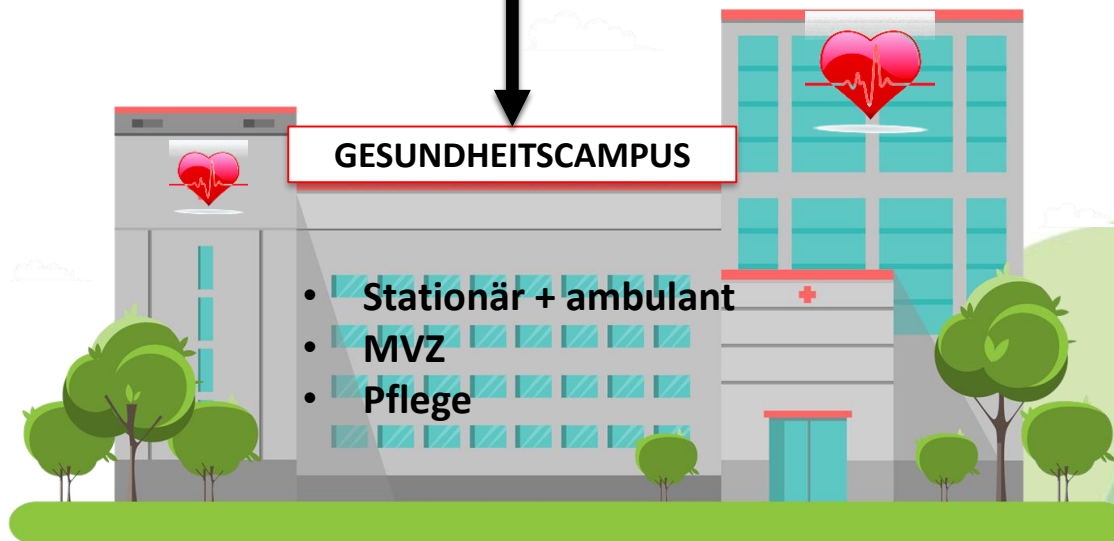 GESUNDHEITSCAMPUS
• Stationär + ambulant
• MVZ
• Pflege